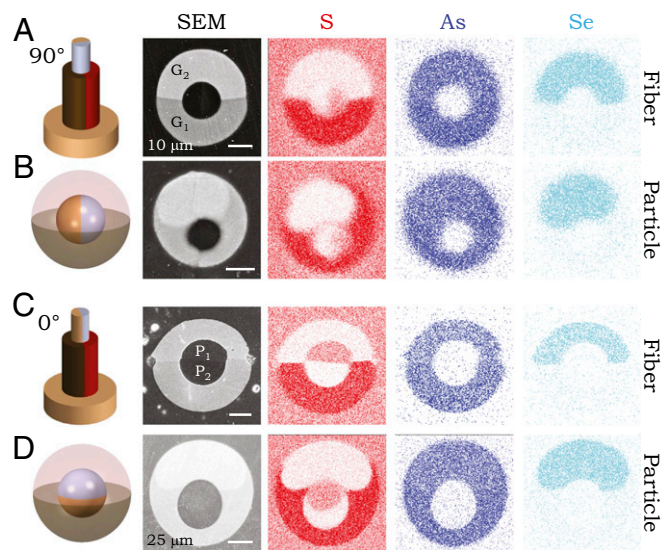 SEM S As Se
A 90° G₂ G₁ 10 µm Fiber
B Particle
C 0° P₁ P₂ Fiber
D 25 µm Particle